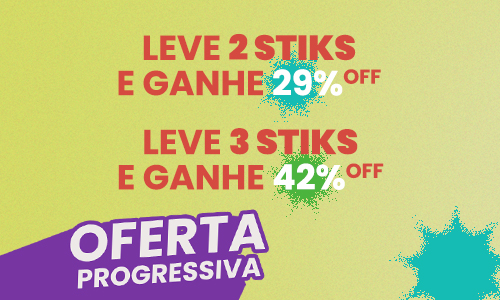 LEVE 2 STIKS
E GANHE 29% OFF
LEVE 3 STIKS
E GANHE 42% OFF
OFERTA
PROGRESSIVA